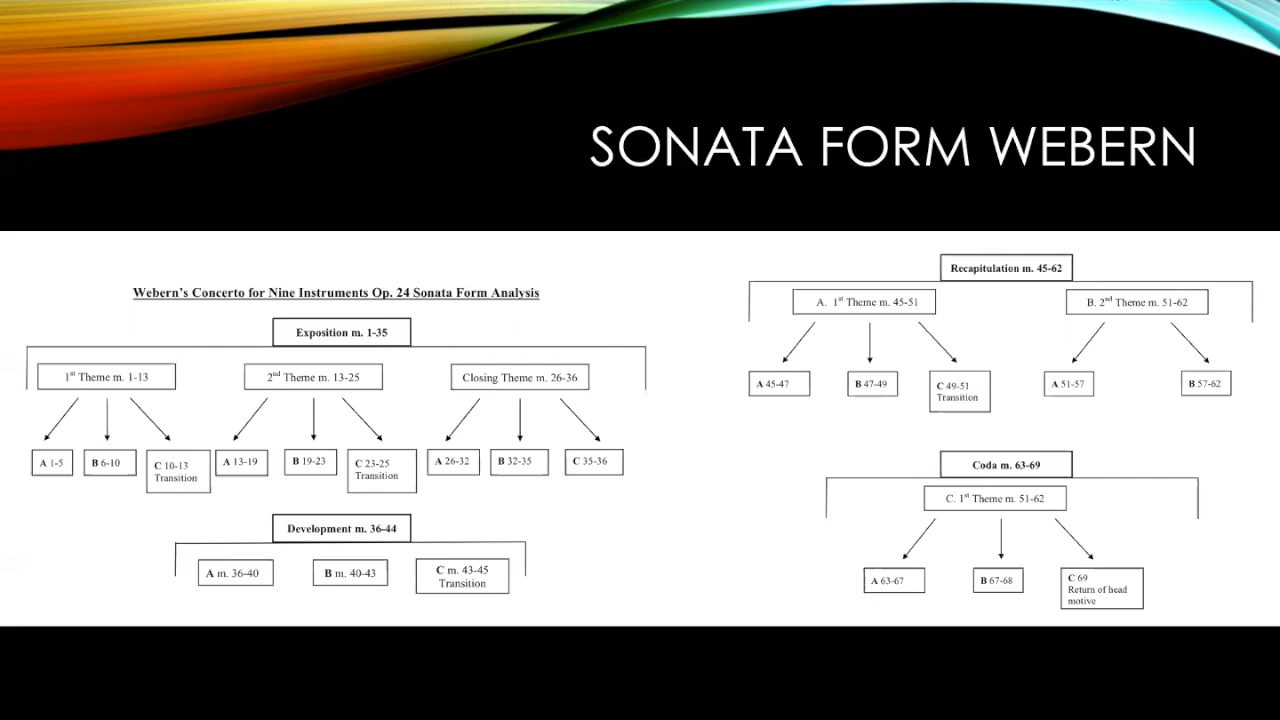 SONATA FORM WEBERN
Webern's Concerto for Nine Instruments Op. 24 Sonata Form Analysis
Exposition m. 1-35
1st Theme m. 1-13
2nd Theme m. 13-25
Closing Theme m. 26-36
A 1-5
B 6-10
C 10-13
Transition
A 13-19
B 19-23
C 23-25
Transition
A 26-32
B 32-35
C 35-36
Development m. 36-44
A m. 36-40
B m. 40-43
C m. 43-45
Transition
Recapitulation m. 45-62
A. 1st Theme m. 45-51
B. 2nd Theme m. 51-62
A 45-47
B 47-49
C 49-51
Transition
A 51-57
B 57-62
Coda m. 63-69
C. 1st Theme m. 51-62
A 63-67
B 67-68
C 69
Return of head
motive